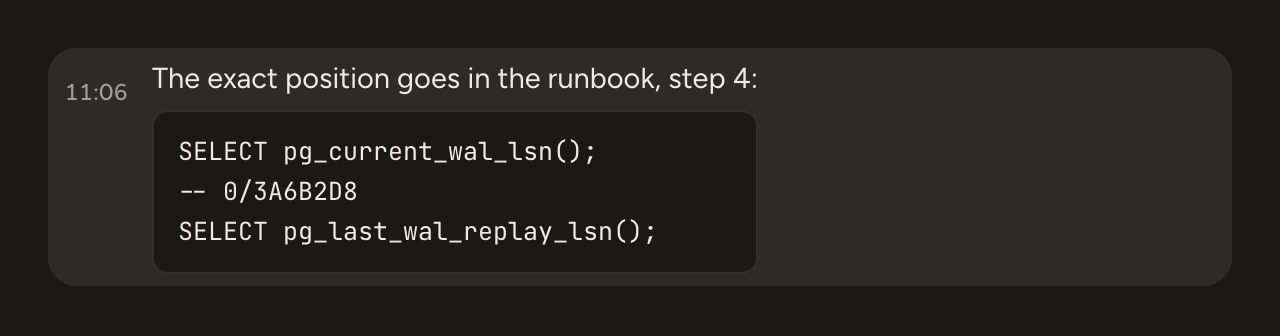 11:06
The exact position goes in the runbook, step 4:
SELECT pg_current_wal_lsn();
-- 0/3A6B2D8
SELECT pg_last_wal_replay_lsn();